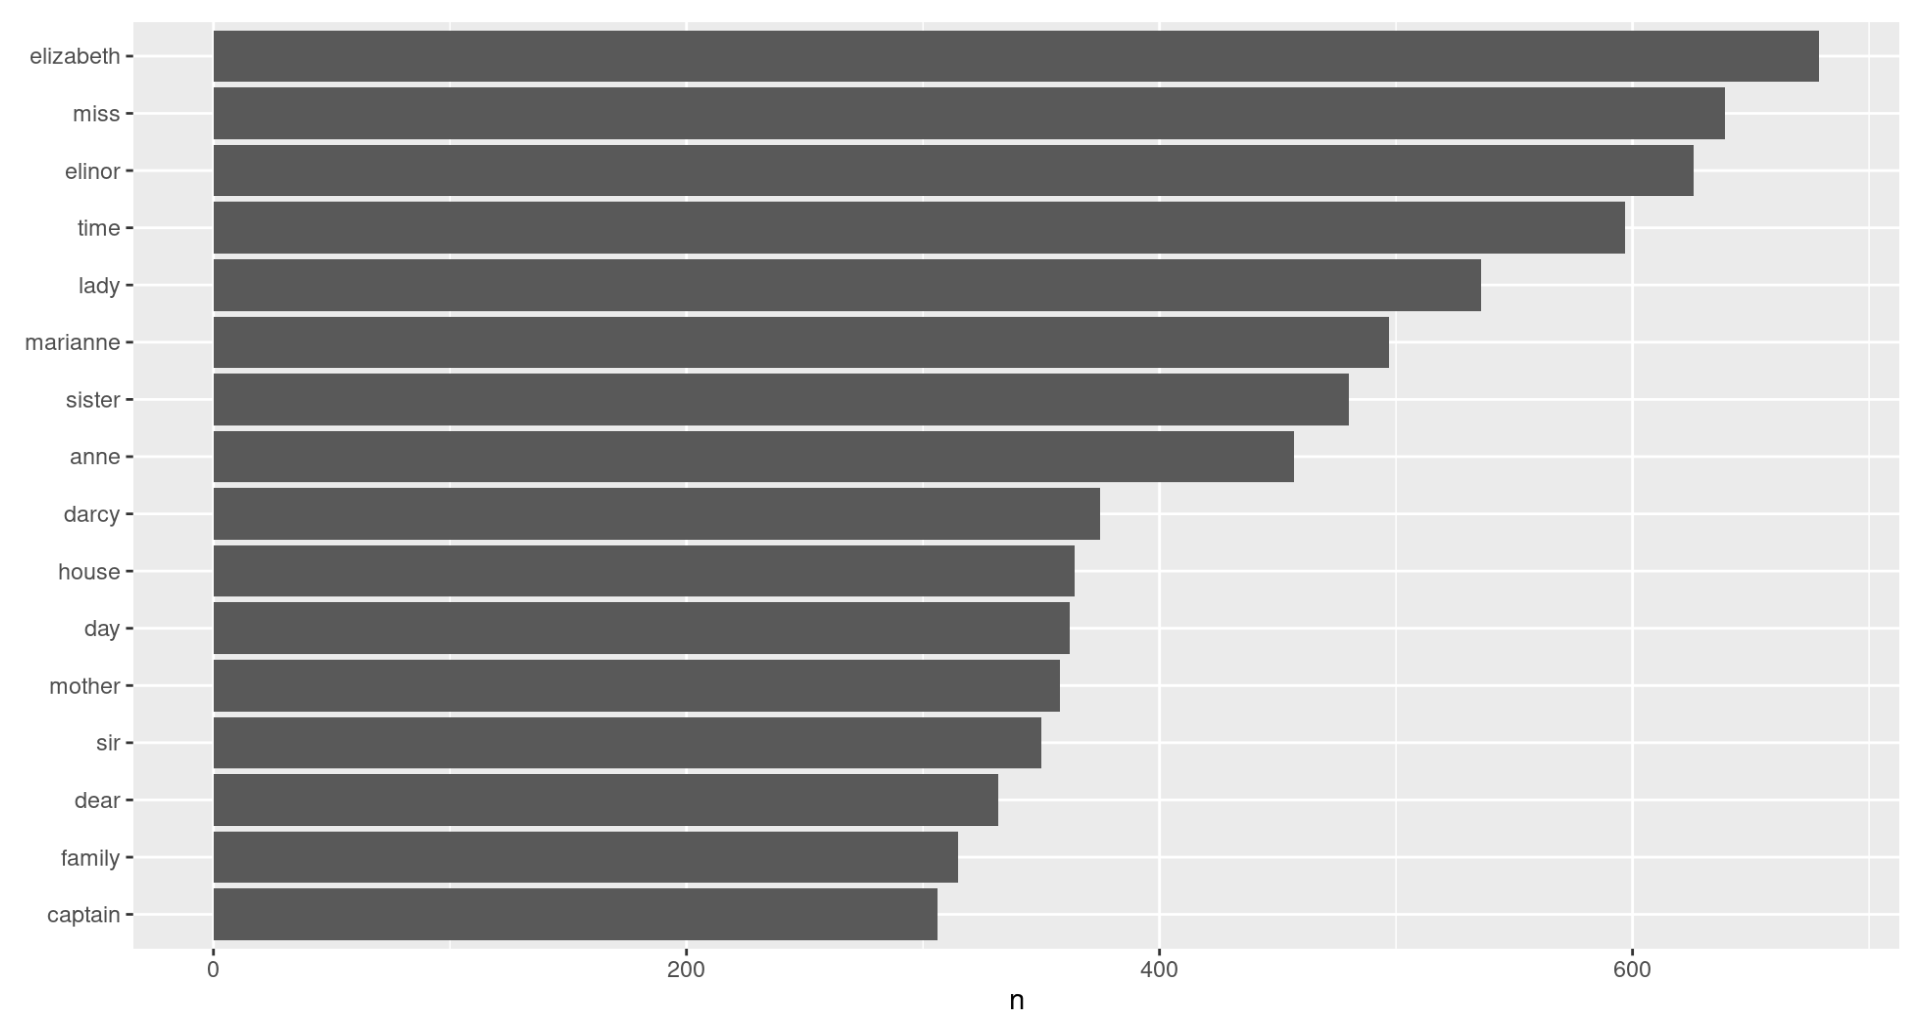 elizabeth
miss
elinor
time
lady
marianne
sister
anne
darcy
house
day
mother
sir
dear
family
captain
0 200 400 600
n